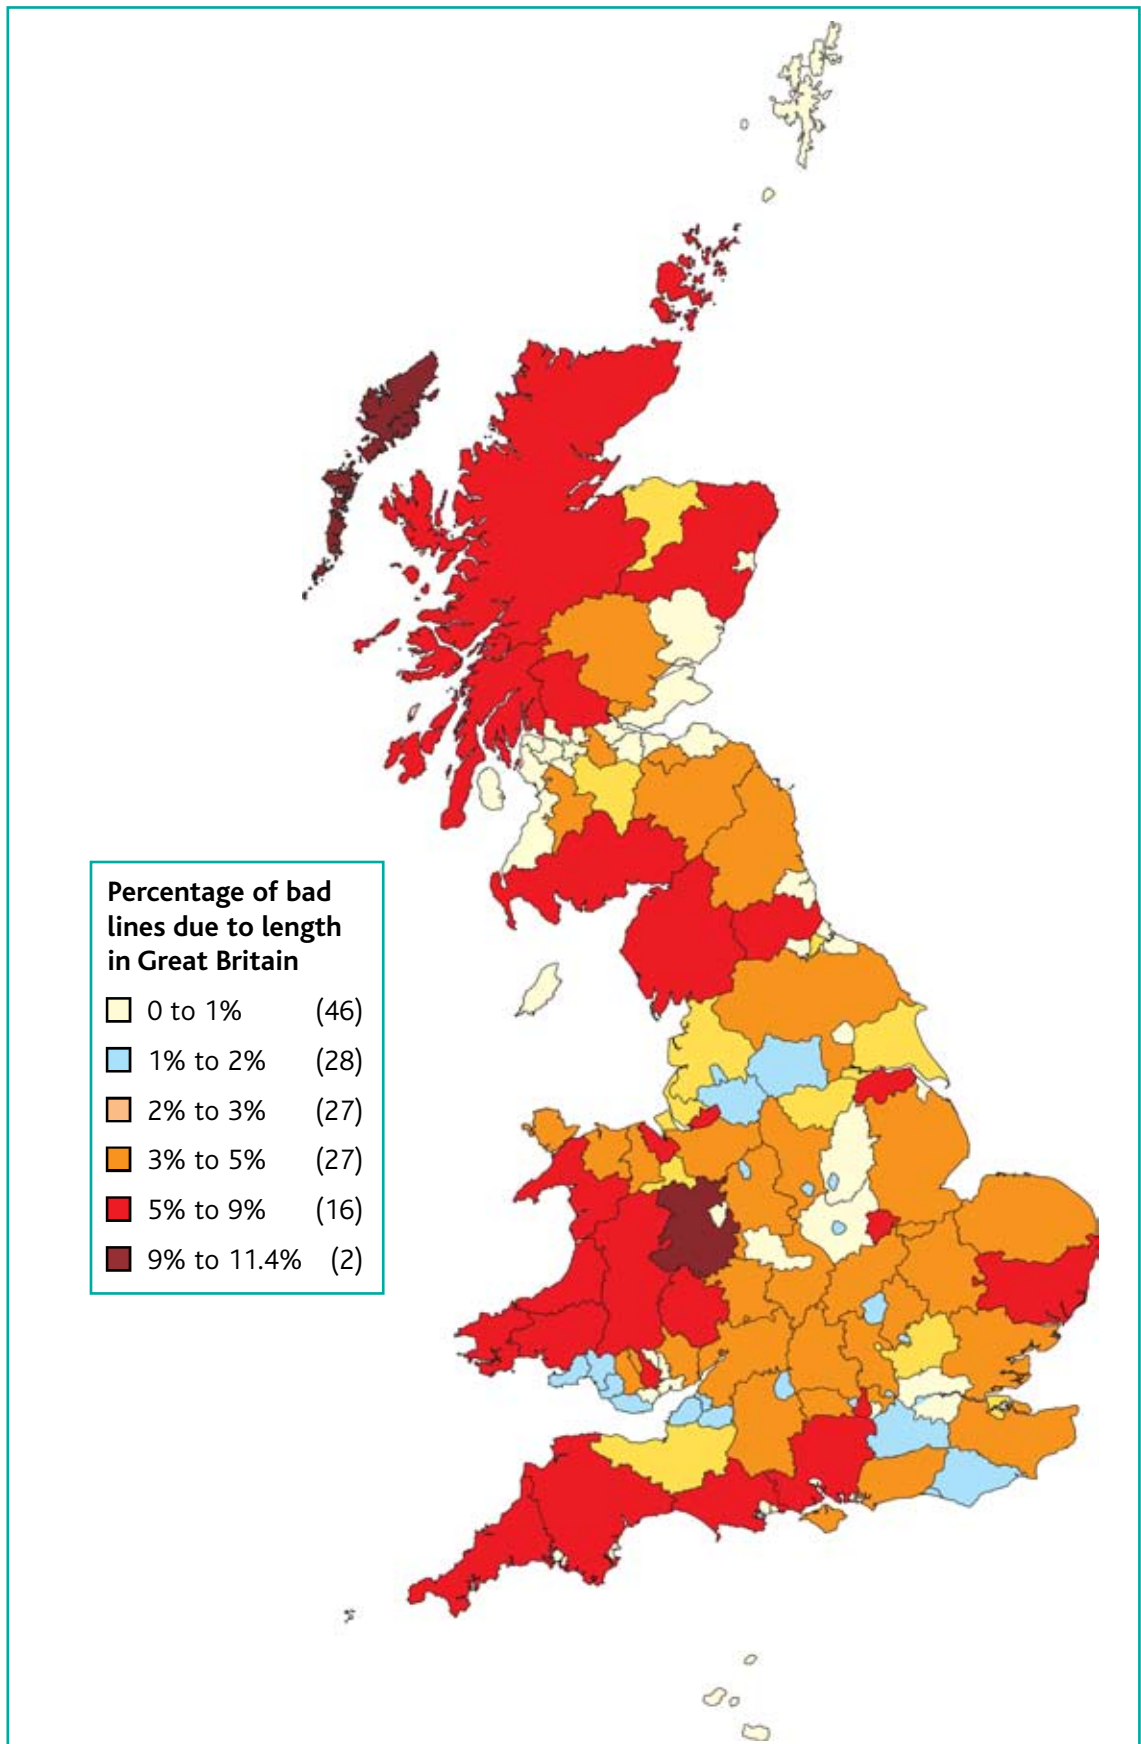 Percentage of bad
lines due to length
in Great Britain
0 to 1% (46)
1% to 2% (28)
2% to 3% (27)
3% to 5% (27)
5% to 9% (16)
9% to 11.4% (2)